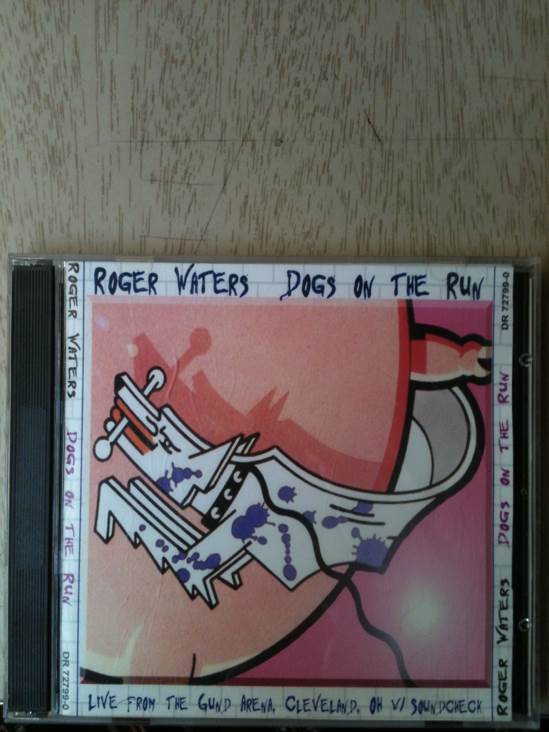 ROGER WATERS DOGS ON THE RUN
ROGER WATERS DOGS ON THE RUN
DR 72799-0
DR 72799-0
ROGER WATERS DOGS ON THE RUN
LIVE FROM THE GUND ARENA, CLEVELAND, OH W/ SOUNDCHECK